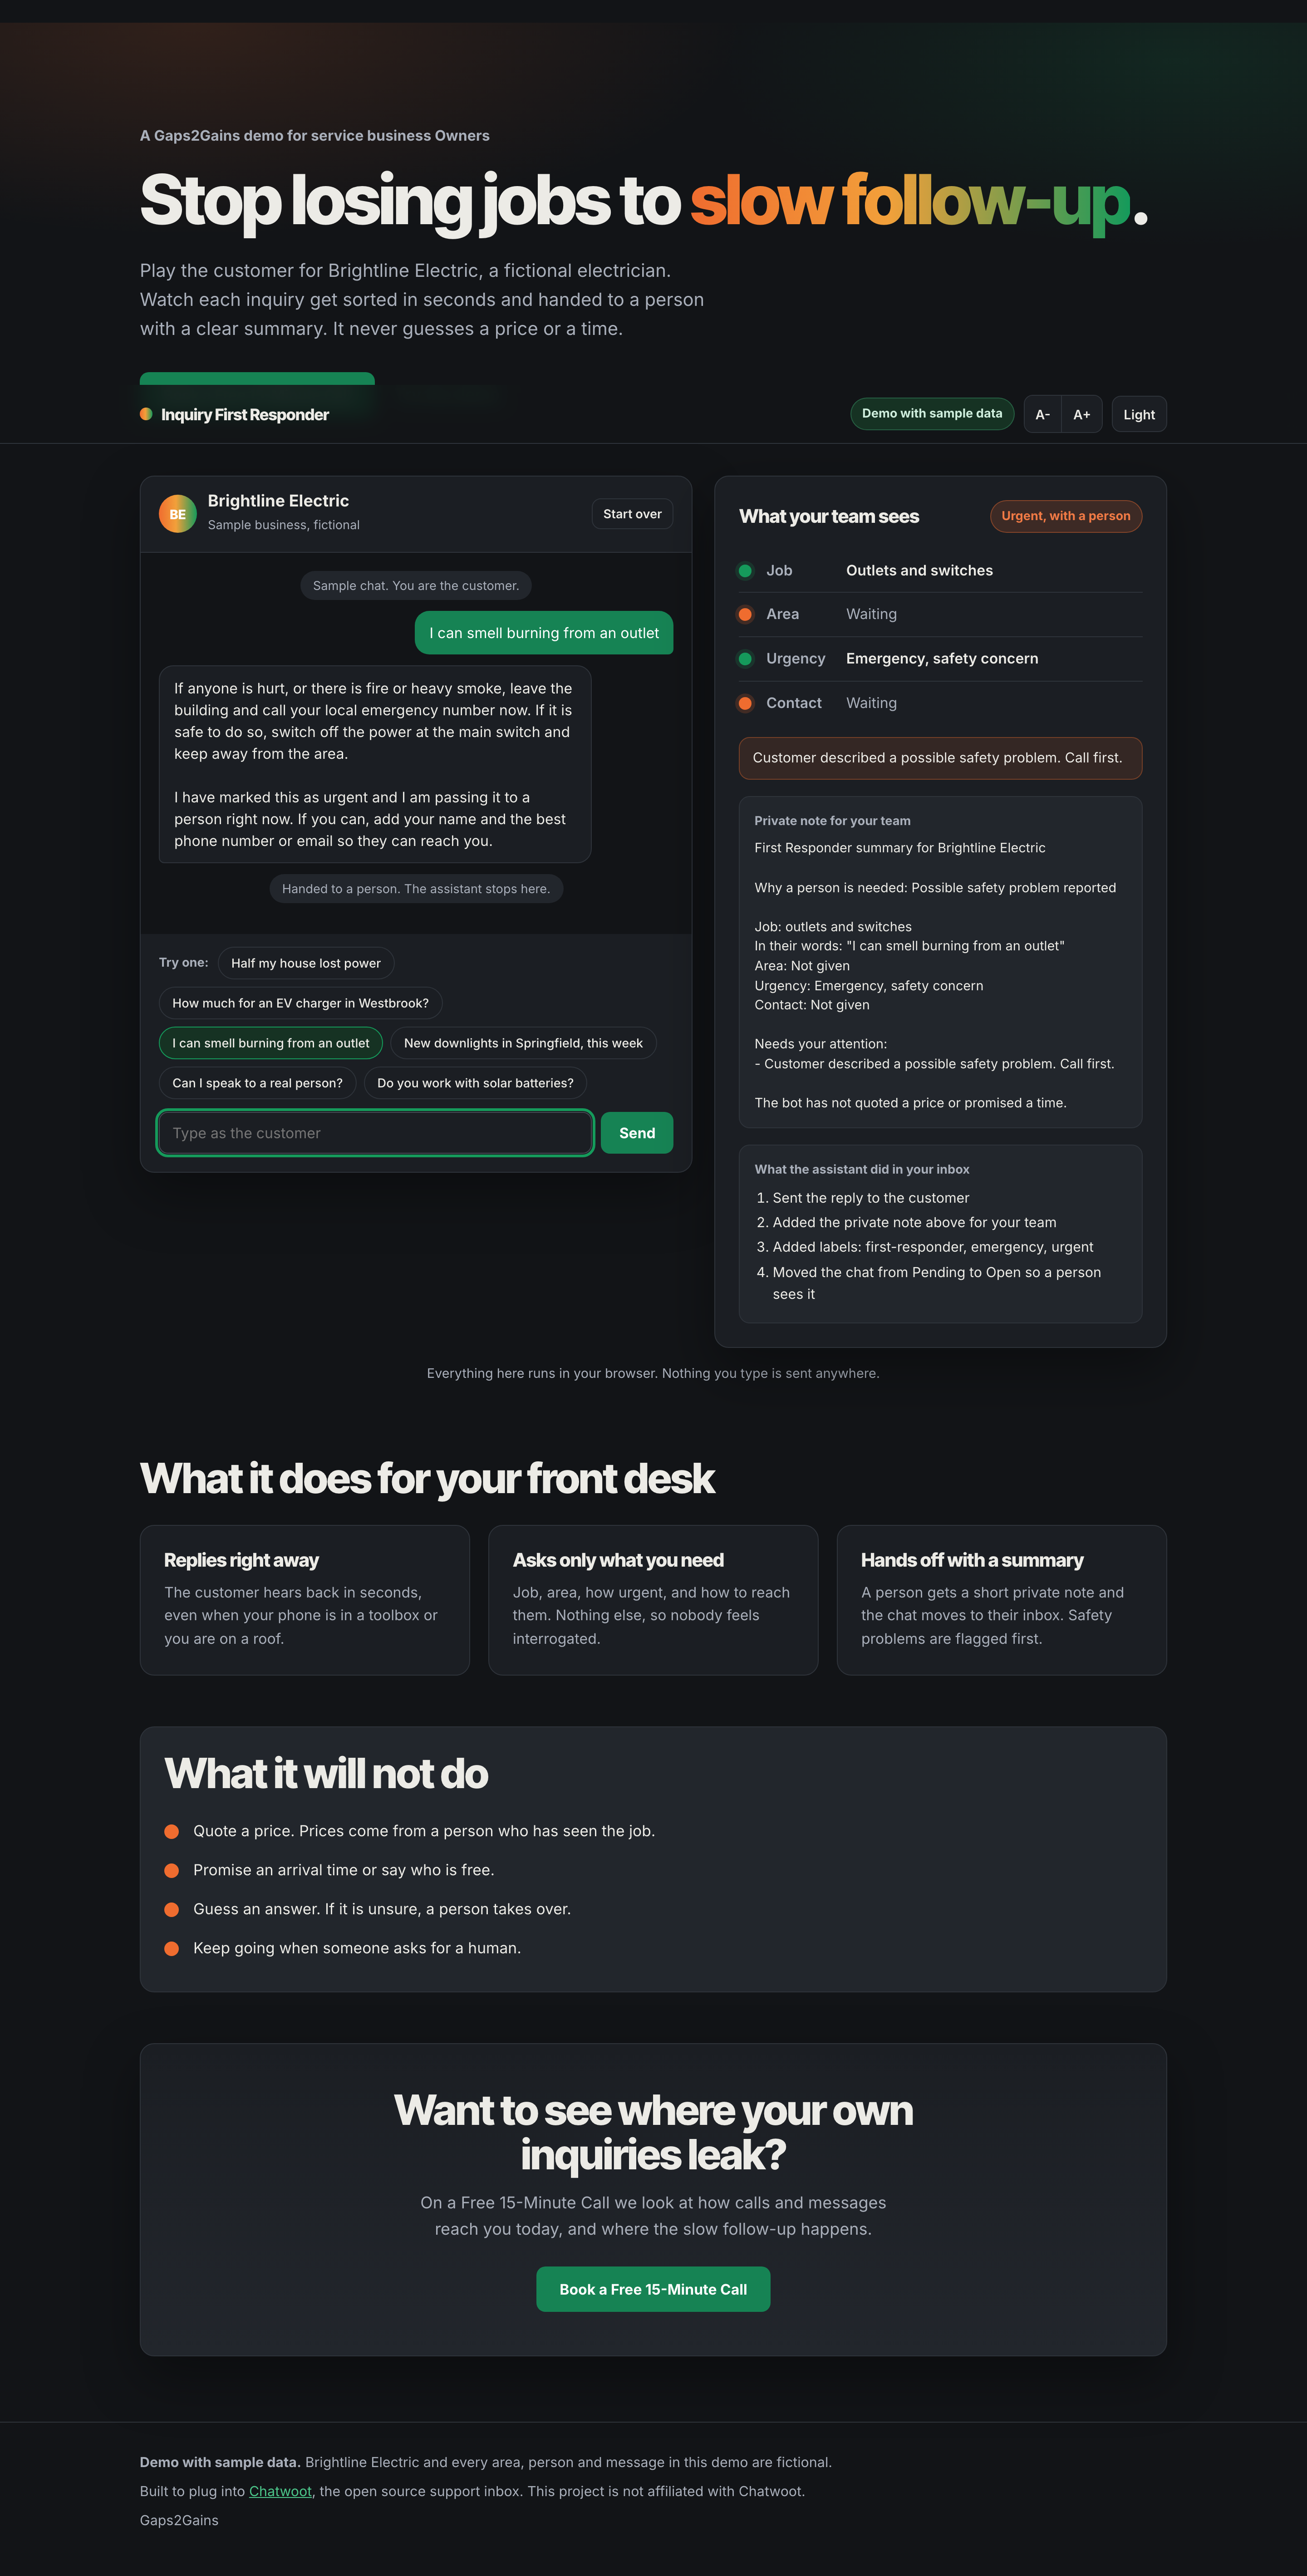 A Gaps2Gains demo for service business Owners
Stop losing jobs to slow follow-up.
Play the customer for Brightline Electric, a fictional electrician.
Watch each inquiry get sorted in seconds and handed to a person
with a clear summary. It never guesses a price or a time.
Inquiry First Responder
Demo with sample data
A-
A+
Light
BE
Brightline Electric
Sample business, fictional
Start over
Sample chat. You are the customer.
I can smell burning from an outlet
If anyone is hurt, or there is fire or heavy smoke, leave the
building and call your local emergency number now. If it is
safe to do so, switch off the power at the main switch and
keep away from the area.
I have marked this as urgent and I am passing it to a
person right now. If you can, add your name and the best
phone number or email so they can reach you.
Handed to a person. The assistant stops here.
Try one:
Half my house lost power
How much for an EV charger in Westbrook?
I can smell burning from an outlet
New downlights in Springfield, this week
Can I speak to a real person?
Do you work with solar batteries?
Type as the customer
Send
What your team sees
Urgent, with a person
Job Outlets and switches
Area Waiting
Urgency Emergency, safety concern
Contact Waiting
Customer described a possible safety problem. Call first.
Private note for your team
First Responder summary for Brightline Electric
Why a person is needed: Possible safety problem reported
Job: outlets and switches
In their words: "I can smell burning from an outlet"
Area: Not given
Urgency: Emergency, safety concern
Contact: Not given
Needs your attention:
- Customer described a possible safety problem. Call first.
The bot has not quoted a price or promised a time.
What the assistant did in your inbox
1. Sent the reply to the customer
2. Added the private note above for your team
3. Added labels: first-responder, emergency, urgent
4. Moved the chat from Pending to Open so a person
sees it
Everything here runs in your browser. Nothing you type is sent anywhere.
What it does for your front desk
Replies right away
The customer hears back in seconds,
even when your phone is in a toolbox or
you are on a roof.
Asks only what you need
Job, area, how urgent, and how to reach
them. Nothing else, so nobody feels
interrogated.
Hands off with a summary
A person gets a short private note and
the chat moves to their inbox. Safety
problems are flagged first.
What it will not do
Quote a price. Prices come from a person who has seen the job.
Promise an arrival time or say who is free.
Guess an answer. If it is unsure, a person takes over.
Keep going when someone asks for a human.
Want to see where your own
inquiries leak?
On a Free 15-Minute Call we look at how calls and messages
reach you today, and where the slow follow-up happens.
Book a Free 15-Minute Call
Demo with sample data. Brightline Electric and every area, person and message in this demo are fictional.
Built to plug into Chatwoot, the open source support inbox. This project is not affiliated with Chatwoot.
Gaps2Gains